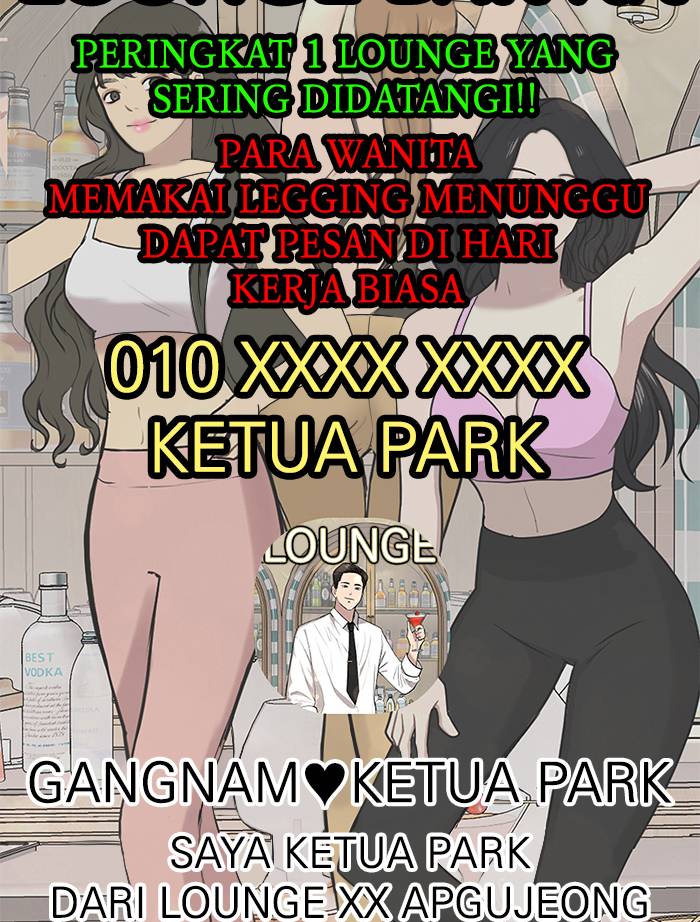 PERINGKAT 1 LOUNGE YANG
SERING DIDATANGI!!
PARA WANITA
MEMAKAI LEGGING MENUNGGU
DAPAT PESAN DI HARI
KERJA BIASA
010 XXXX XXXX
KETUA PARK
LOUNGE
BEST
VODKA
GANGNAM♥KETUA PARK
SAYA KETUA PARK
DARI LOUNGE XX APGUJEONG